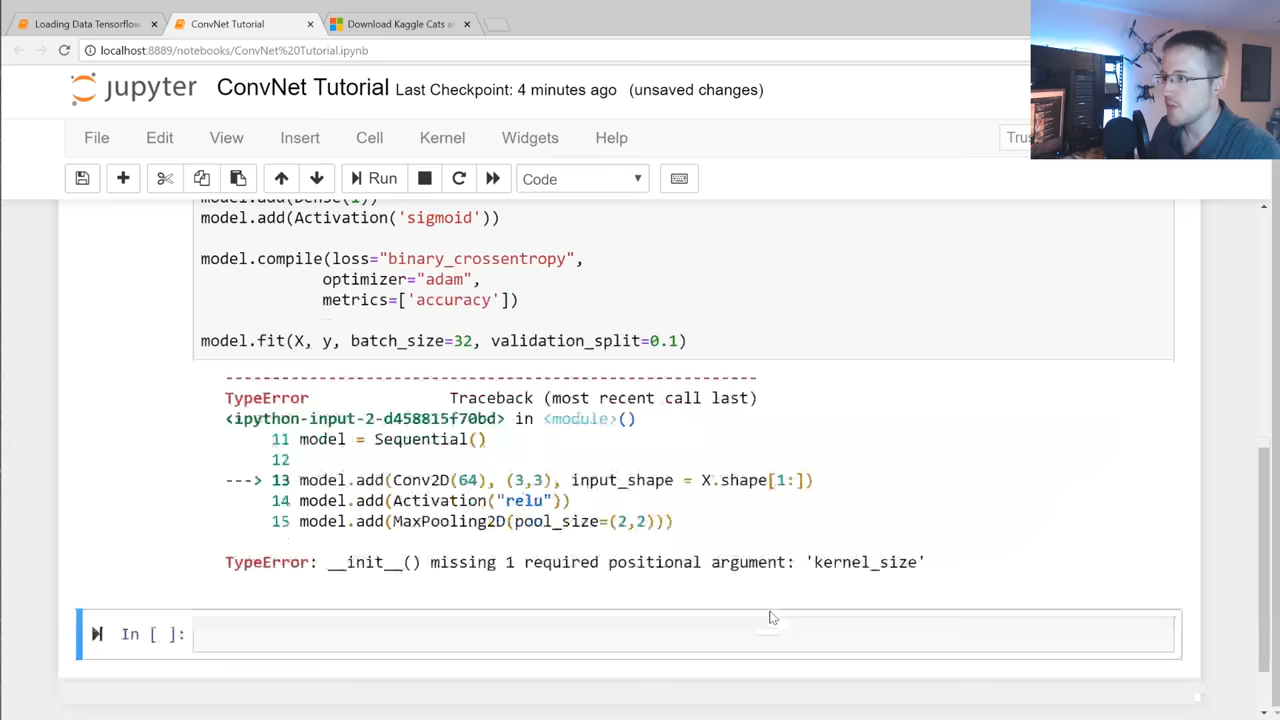 Loading Data Tensorflow
ConvNet Tutorial
Download Kaggle Cats a
localhost:8889/notebooks/ConvNet%20Tutorial.ipynb
jupyter ConvNet Tutorial Last Checkpoint: 4 minutes ago (unsaved changes)
File Edit View Insert Cell Kernel Widgets Help Trus
Run Code
model.add(Dense(1))
model.add(Activation('sigmoid'))
model.compile(loss="binary_crossentropy",
optimizer="adam",
metrics=['accuracy'])
model.fit(X, y, batch_size=32, validation_split=0.1)
---------------------------------------------------------
TypeError Traceback (most recent call last)
<ipython-input-2-d458815f70bd> in <module>()
11 model = Sequential()
12
---> 13 model.add(Conv2D(64), (3,3), input_shape = X.shape[1:])
14 model.add(Activation("relu"))
15 model.add(MaxPooling2D(pool_size=(2,2)))
TypeError: __init__() missing 1 required positional argument: 'kernel_size'
In [ ]: